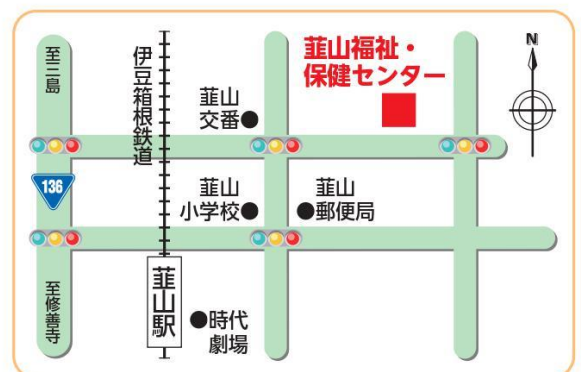 至三島
伊豆箱根鉄道
韮山
交番
韮山福祉・
保健センター
N
136
韮山
小学校
韮山
郵便局
至修善寺
韮山駅
時代
劇場